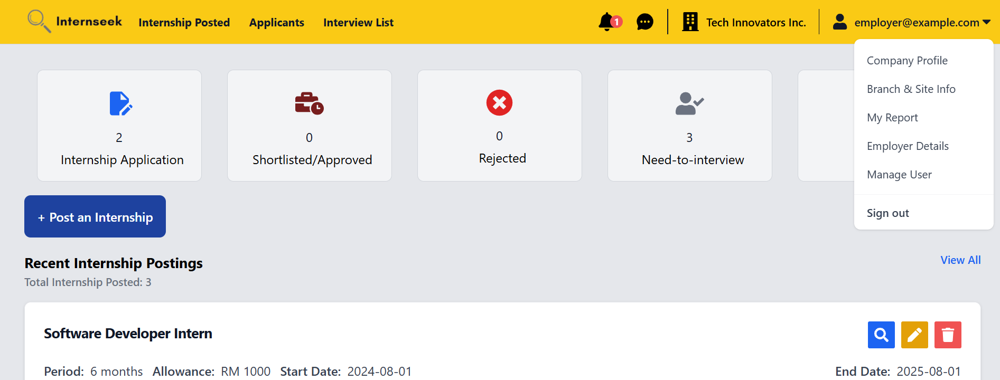 Internseek Internship Posted Applicants Interview List 1 Tech Innovators Inc. employer@example.com
Company Profile
Branch & Site Info
My Report
Employer Details
Manage User
Sign out
2
Internship Application
0
Shortlisted/Approved
0
Rejected
3
Need-to-interview
+ Post an Internship
Recent Internship Postings
View All
Total Internship Posted: 3
Software Developer Intern
Period: 6 months Allowance: RM 1000 Start Date: 2024-08-01 End Date: 2025-08-01